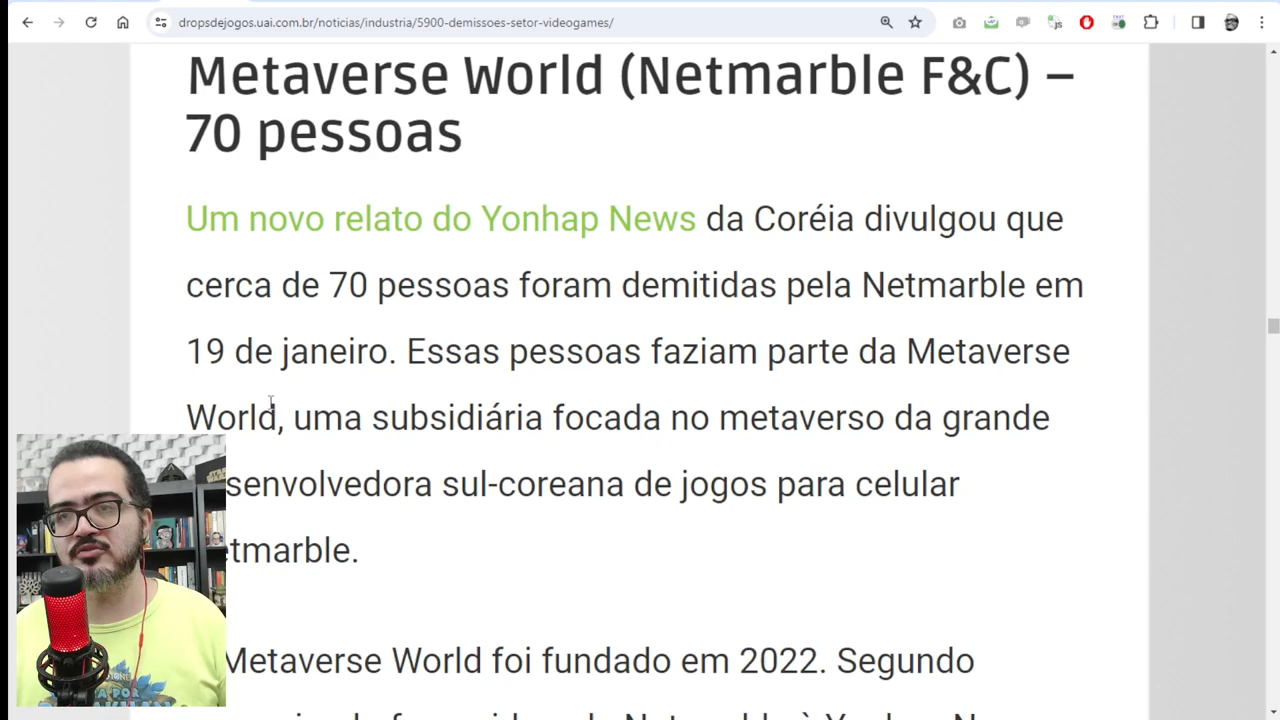 dropsdejogos.uai.com.br/noticias/industria/5900-demissoes-setor-videogames/
Metaverse World (Netmarble F&C) –
70 pessoas
Um novo relato do Yonhap News da Coréia divulgou que
cerca de 70 pessoas foram demitidas pela Netmarble em
19 de janeiro. Essas pessoas faziam parte da Metaverse
World, uma subsidiária focada no metaverso da grande
senvolvedora sul-coreana de jogos para celular
etmarble.
Metaverse World foi fundado em 2022. Segundo